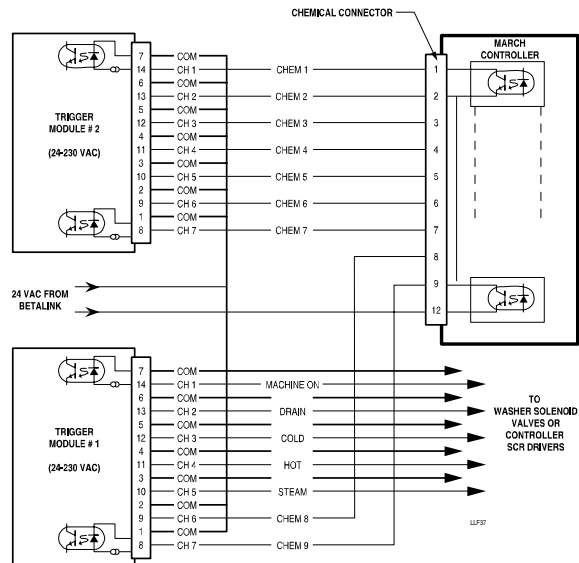 CHEMICAL CONNECTOR
MARCH
CONTROLLER
TRIGGER
MODULE # 2
(24-230 VAC)
7 COM
14 CH 1 CHEM 1 1
6 COM
13 CH 2 CHEM 2 2
5 COM
12 CH 3 CHEM 3 3
4 COM
11 CH 4 CHEM 4 4
3 COM
10 CH 5 CHEM 5 5
2 COM
9 CH 6 CHEM 6 6
1 COM
8 CH 7 CHEM 7 7
8
9
12
24 VAC FROM
BETALINK
TRIGGER
MODULE # 1
(24-230 VAC)
7 COM
14 CH 1 MACHINE ON
6 COM
13 CH 2 DRAIN
5 COM
12 CH 3 COLD
4 COM
11 CH 4 HOT
3 COM
10 CH 5 STEAM
2 COM
9 CH 6 CHEM 8
1 COM
8 CH 7 CHEM 9
TO
WASHER SOLENOID
VALVES OR
CONTROLLER
SCR DRIVERS
LLF37